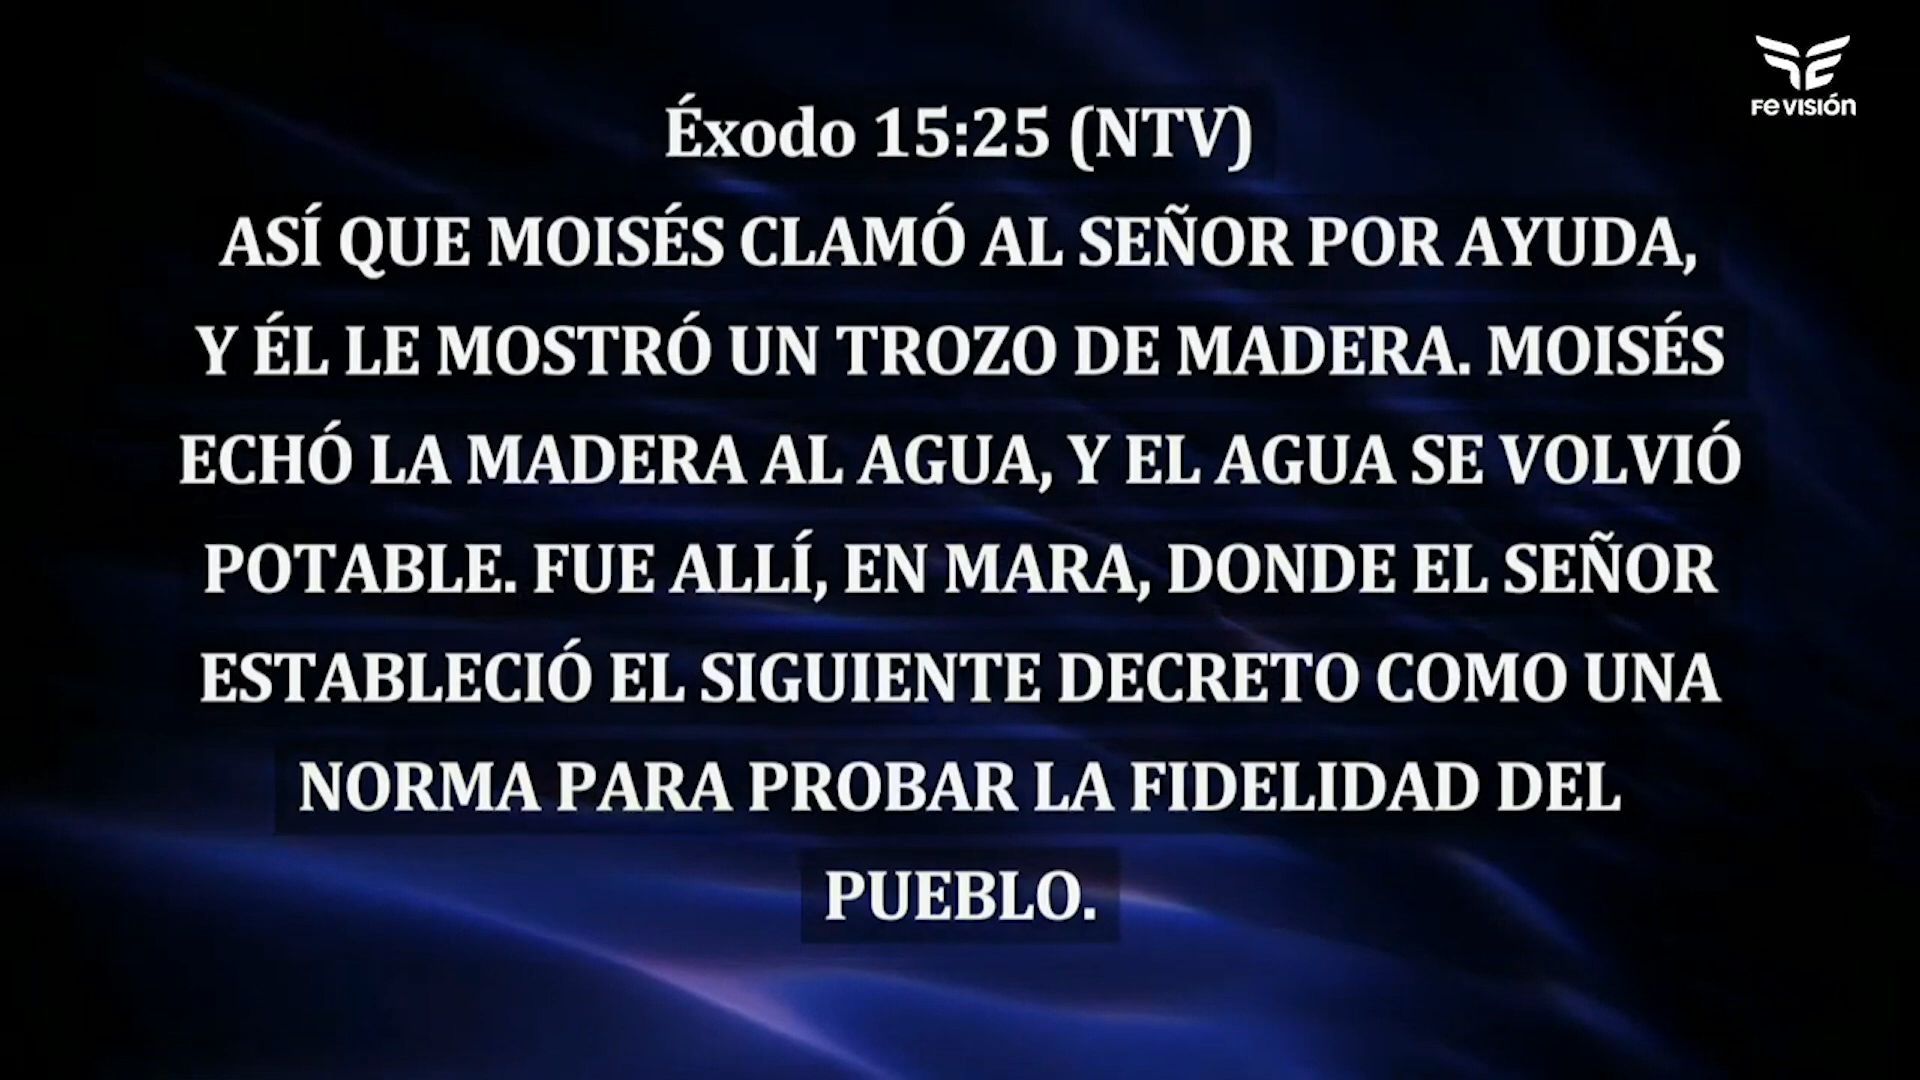 FE VISIÓN
Éxodo 15:25 (NTV)
ASÍ QUE MOISÉS CLAMÓ AL SEÑOR POR AYUDA,
Y ÉL LE MOSTRÓ UN TROZO DE MADERA. MOISÉS
ECHÓ LA MADERA AL AGUA, Y EL AGUA SE VOLVIÓ
POTABLE. FUE ALLÍ, EN MARA, DONDE EL SEÑOR
ESTABLECIÓ EL SIGUIENTE DECRETO COMO UNA
NORMA PARA PROBAR LA FIDELIDAD DEL
PUEBLO.